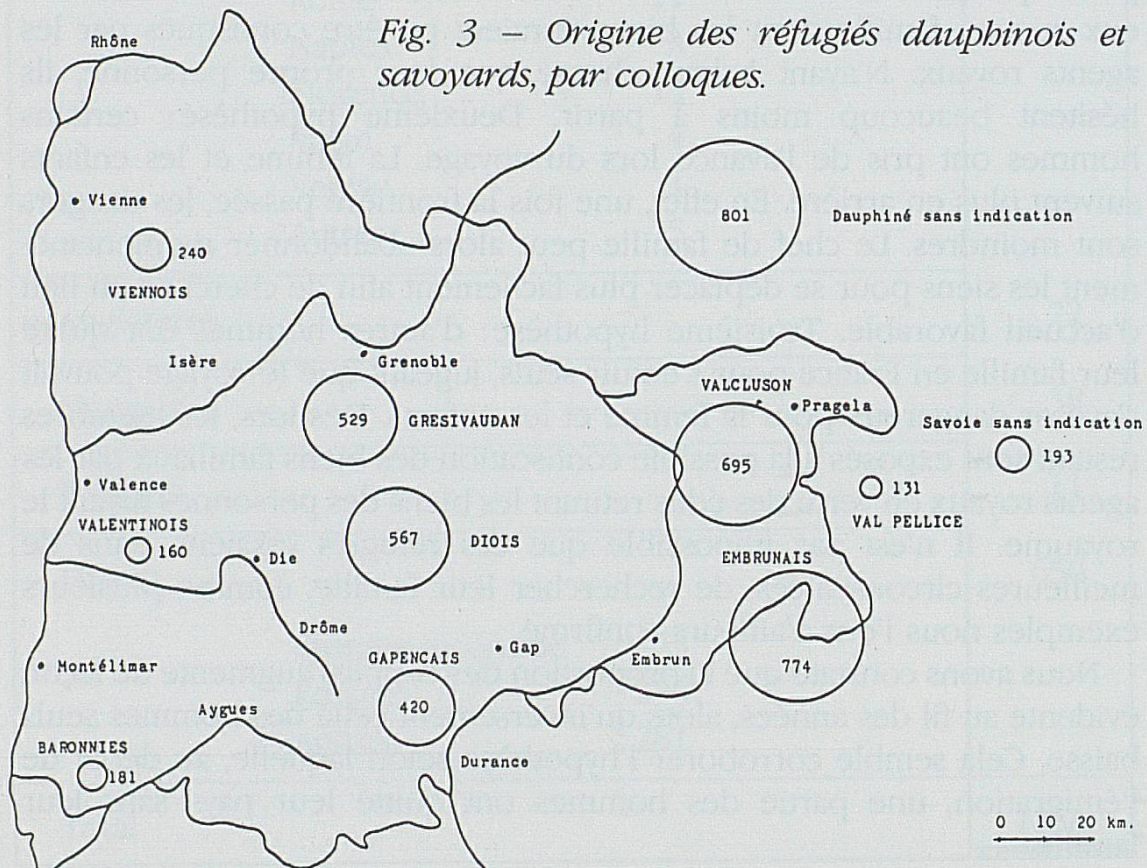 Fig. 3 — Origine des réfugiés dauphinois et
savoyards, par colloques.
Rhône
Vienne
240
VIENNOIS
801
Dauphiné sans indication
Isère
Grenoble
529
GRESIVAUDAN
VALCLUSON
Pragela
695
Savoie sans indication
193
131
VAL PELLICE
Valence
VALENTINOIS
160
Die
567
DIOIS
EMBRUNAIS
Drôme
Montélimar
GAPENCAIS
Gap
Embrun
774
420
Aygues
BARONNIES
181
Durance
0 10 20 km.